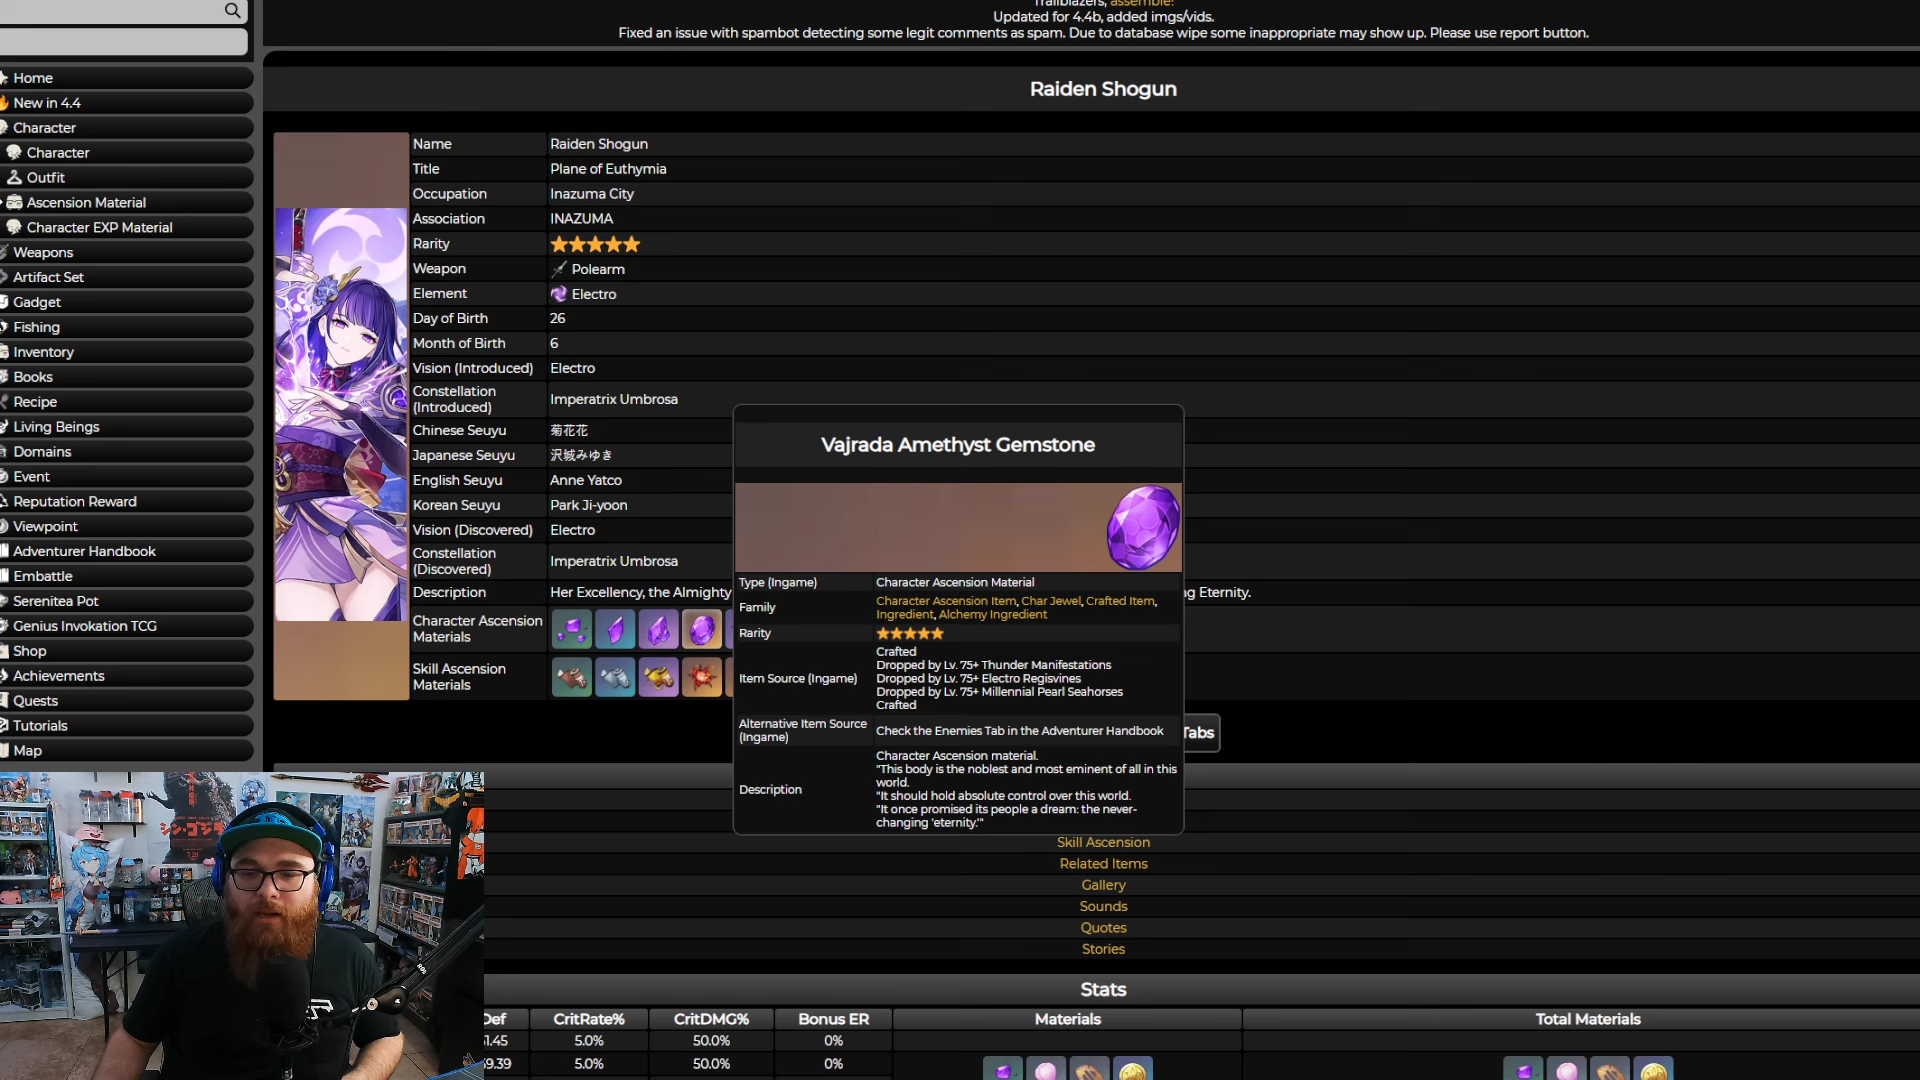 Trailblazers, assemble!
Updated for 4.4b, added imgs/vids.
Fixed an issue with spambot detecting some legit comments as spam. Due to database wipe some inappropriate may show up. Please use report button.
Home
New in 4.4
Character
Character
Outfit
Ascension Material
Character EXP Material
Weapons
Artifact Set
Gadget
Fishing
Inventory
Books
Recipe
Living Beings
Domains
Event
Reputation Reward
Viewpoint
Adventurer Handbook
Embattle
Serenitea Pot
Genius Invokation TCG
Shop
Achievements
Quests
Tutorials
Map
Raiden Shogun
Name Raiden Shogun
Title Plane of Euthymia
Occupation Inazuma City
Association INAZUMA
Rarity
Weapon Polearm
Element Electro
Day of Birth 26
Month of Birth 6
Vision (Introduced) Electro
Constellation
(Introduced) Imperatrix Umbrosa
Chinese Seuyu 菊花花
Japanese Seuyu 沢城みゆき
English Seuyu Anne Yatco
Korean Seuyu Park Ji-yoon
Vision (Discovered) Electro
Constellation
(Discovered) Imperatrix Umbrosa
Description Her Excellency, the Almighty ng Eternity.
Character Ascension
Materials
Skill Ascension
Materials
Vajrada Amethyst Gemstone
Type (Ingame) Character Ascension Material
Family Character Ascension Item, Char Jewel, Crafted Item,
Ingredient, Alchemy Ingredient
Rarity
Item Source (Ingame) Crafted
Dropped by Lv. 75+ Thunder Manifestations
Dropped by Lv. 75+ Electro Regisvines
Dropped by Lv. 75+ Millennial Pearl Seahorses
Crafted
Alternative Item Source
(Ingame) Check the Enemies Tab in the Adventurer Handbook
Description Character Ascension material.
"This body is the noblest and most eminent of all in this
world.
"It should hold absolute control over this world.
"It once promised its people a dream: the never-
changing 'eternity.'"
Tabs
Skill Ascension
Related Items
Gallery
Sounds
Quotes
Stories
Stats
Def CritRate% CritDMG% Bonus ER Materials Total Materials
51.45 5.0% 50.0% 0%
69.39 5.0% 50.0% 0%
シン・ゴジラ